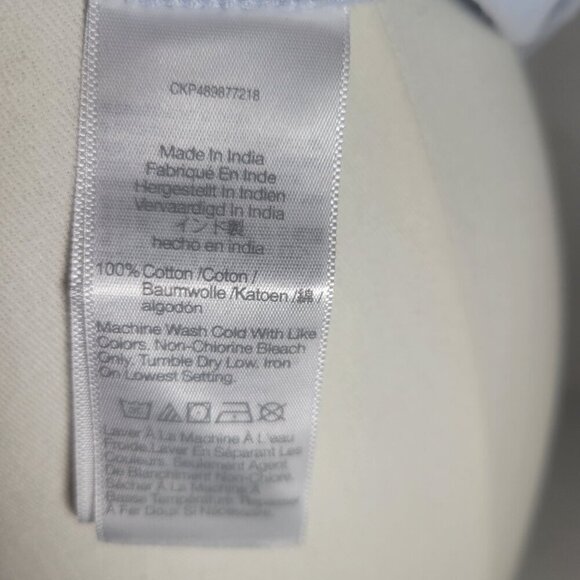 CKP489877218
Made In India
Fabriqué En Inde
Hergestellt In Indien
Vervaardigd In India
インド製
hecho en india
100% Cotton /Coton /
Baumwolle /Katoen /綿 /
algodón
Machine Wash Cold With Like
Colors. Non-Chlorine Bleach
Only. Tumble Dry Low. Iron
On Lowest Setting.
Laver À La Machine À L'eau
Froide.Laver En Séparant Les
Couleurs. Seulement Agent
De Blanchiment Non-Chloré
Sécher À La Machine À
Basse Température. Repasser
À Fer Doux Si Nécessaire.